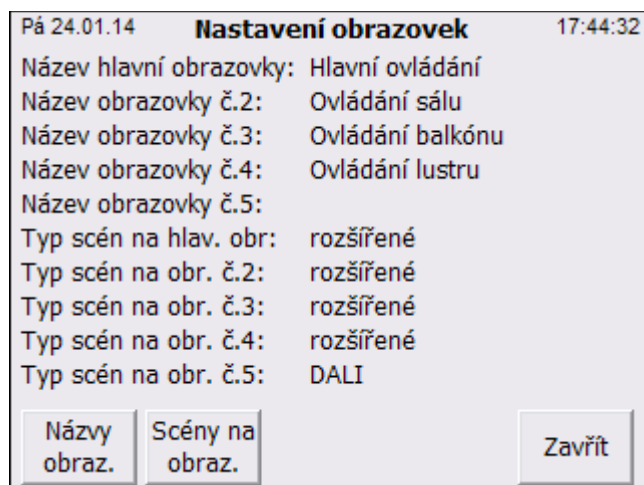 Pá 24.01.14 Nastavení obrazovek 17:44:32
Název hlavní obrazovky: Hlavní ovládání
Název obrazovky č.2: Ovládání sálu
Název obrazovky č.3: Ovládání balkónu
Název obrazovky č.4: Ovládání lustru
Název obrazovky č.5:
Typ scén na hlav. obr: rozšířené
Typ scén na obr. č.2: rozšířené
Typ scén na obr. č.3: rozšířené
Typ scén na obr. č.4: rozšířené
Typ scén na obr. č.5: DALI
Názvy
obraz.
Scény na
obraz.
Zavřít